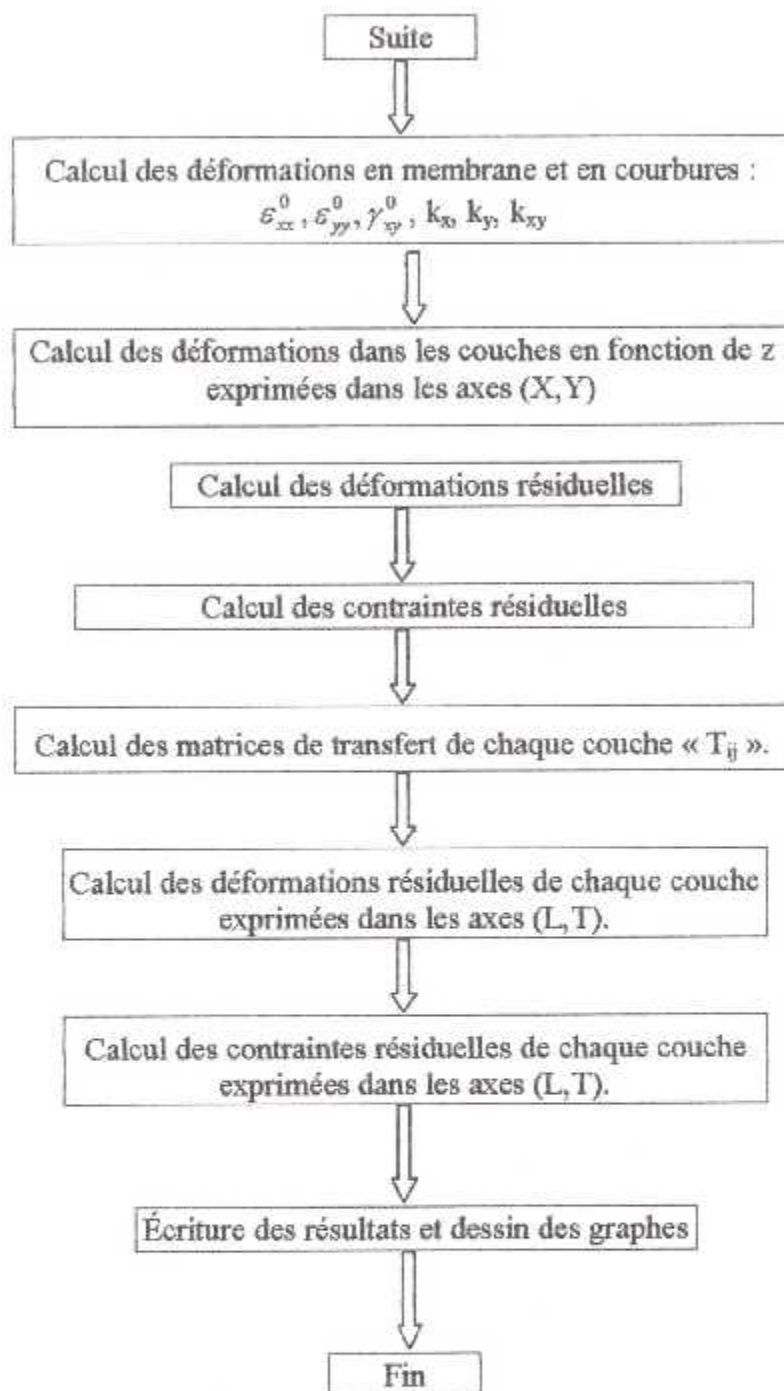 Suite
Calcul des déformations en membrane et en courbures :
ε⁰ₓₓ, ε⁰yy, γ⁰xy, kₓ, ky, kxy
Calcul des déformations dans les couches en fonction de z
exprimées dans les axes (X,Y)
Calcul des déformations résiduelles
Calcul des contraintes résiduelles
Calcul des matrices de transfert de chaque couche « Tij ».
Calcul des déformations résiduelles de chaque couche
exprimées dans les axes (L,T).
Calcul des contraintes résiduelles de chaque couche
exprimées dans les axes (L,T).
Écriture des résultats et dessin des graphes
Fin